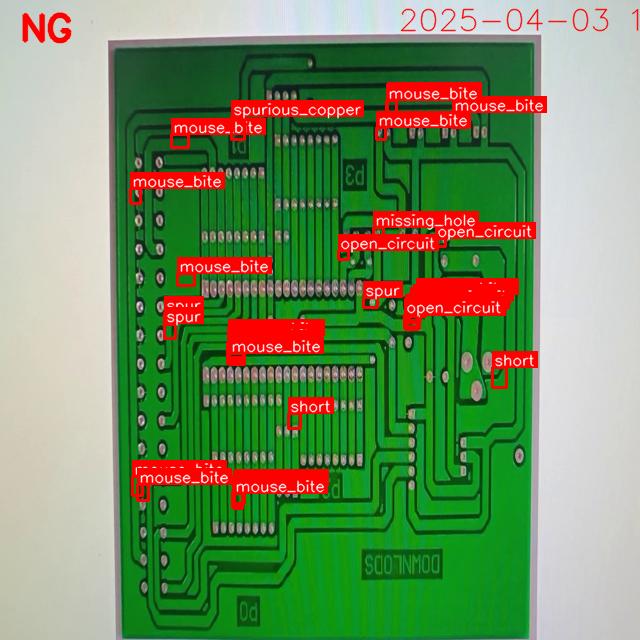 NG
2025-04-03 1
mouse_bite
spurious_copper
mouse_bite
mouse_bite
mouse_bite
p3
mouse_bite
missing_hole
open_circuit
open_circuit
mouse_bite
spur
spur
open_circuit
spur
mouse_bite
short
short
mouse_bite
mouse_bite
mouse_bite
DOWNLODS
p0